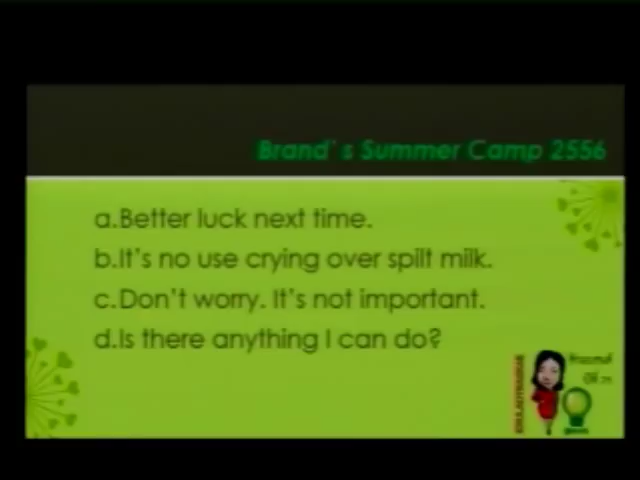 Brand's Summer Camp 2556
a.Better luck next time.
b.It's no use crying over spilt milk.
c.Don't worry. It's not important.
d.Is there anything I can do?